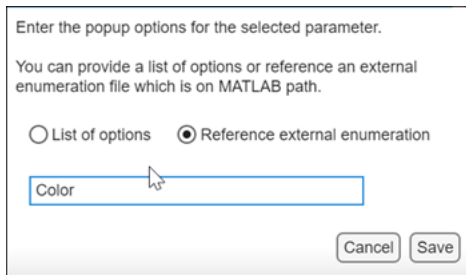 Enter the popup options for the selected parameter.
You can provide a list of options or reference an external
enumeration file which is on MATLAB path.
List of options Reference external enumeration
Color
Cancel Save